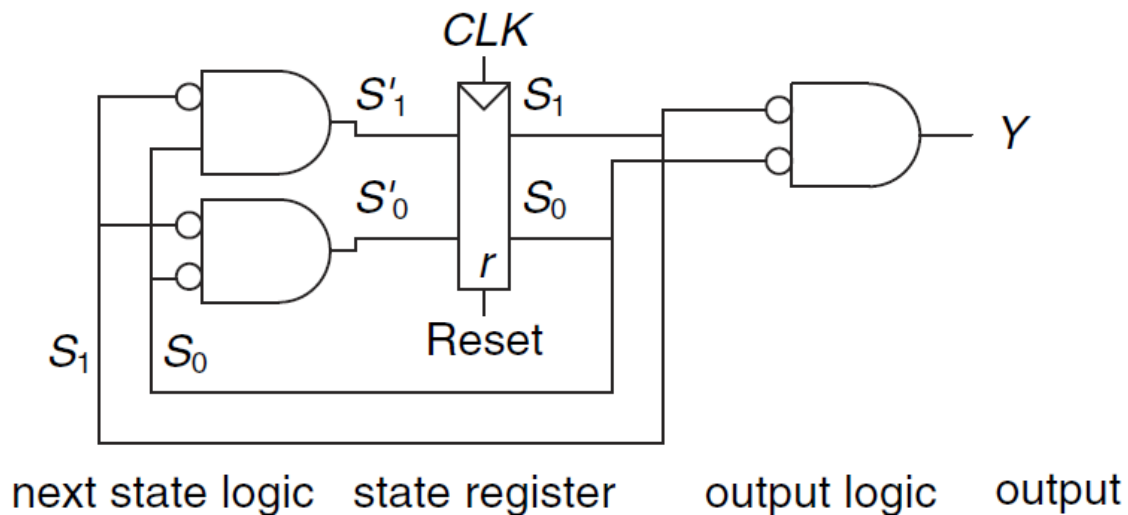 CLK
S'₁ S₁
Y
S'₀ S₀
r
Reset
S₁ S₀
next state logic state register output logic output